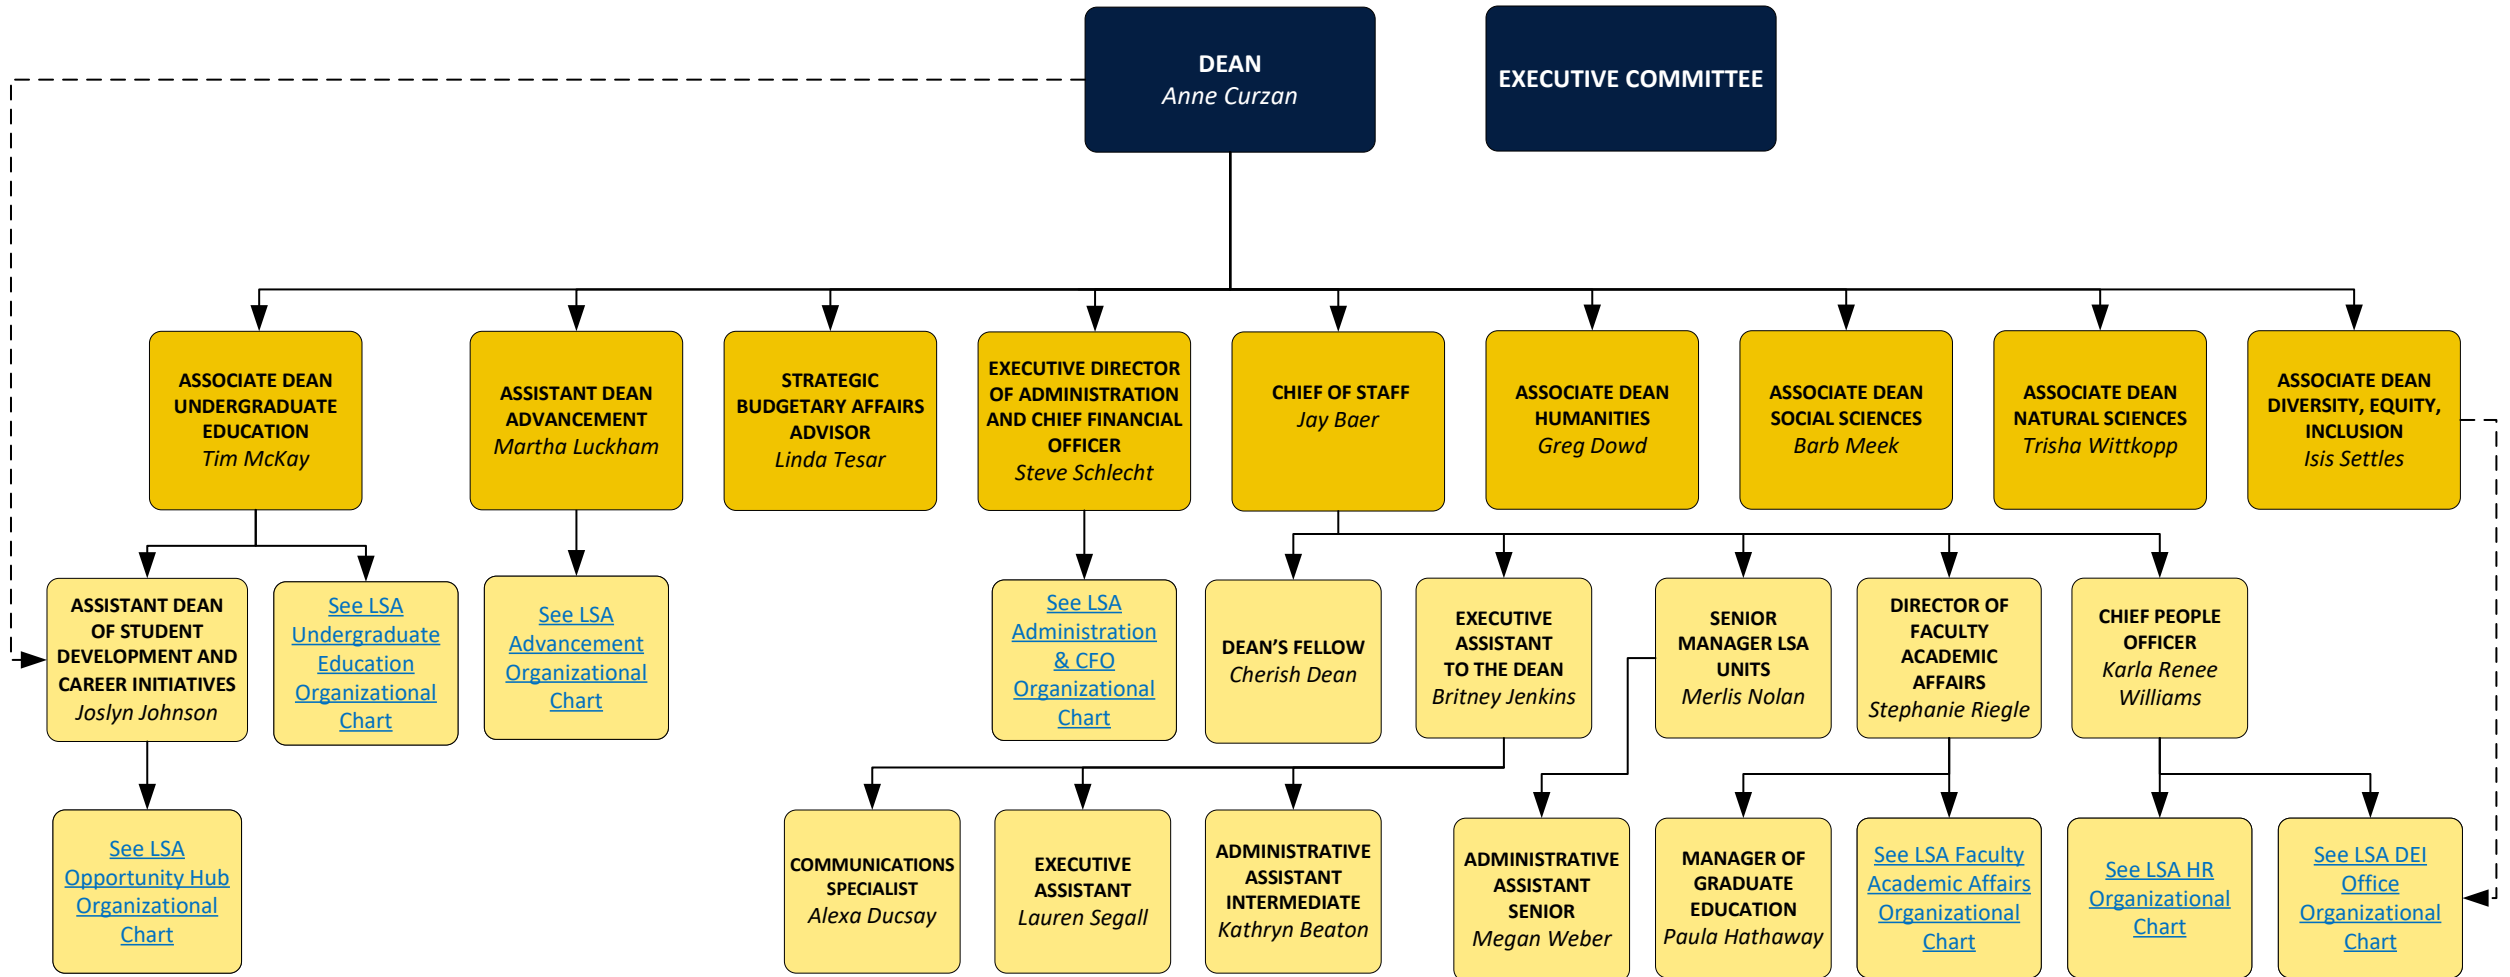 DEAN
Anne Curzan
EXECUTIVE COMMITTEE
ASSOCIATE DEAN
UNDERGRADUATE
EDUCATION
Tim McKay
ASSISTANT DEAN
ADVANCEMENT
Martha Luckham
STRATEGIC
BUDGETARY AFFAIRS
ADVISOR
Linda Tesar
EXECUTIVE DIRECTOR
OF ADMINISTRATION
AND CHIEF FINANCIAL
OFFICER
Steve Schlecht
CHIEF OF STAFF
Jay Baer
ASSOCIATE DEAN
HUMANITIES
Greg Dowd
ASSOCIATE DEAN
SOCIAL SCIENCES
Barb Meek
ASSOCIATE DEAN
NATURAL SCIENCES
Trisha Wittkopp
ASSOCIATE DEAN
DIVERSITY, EQUITY,
INCLUSION
Isis Settles
ASSISTANT DEAN
OF STUDENT
DEVELOPMENT AND
CAREER INITIATIVES
Joslyn Johnson
See LSA
Undergraduate
Education
Organizational
Chart
See LSA
Advancement
Organizational
Chart
See LSA
Administration
& CFO
Organizational
Chart
DEAN’S FELLOW
Cherish Dean
EXECUTIVE
ASSISTANT
TO THE DEAN
Britney Jenkins
SENIOR
MANAGER LSA
UNITS
Merlis Nolan
DIRECTOR OF
FACULTY
ACADEMIC
AFFAIRS
Stephanie Riegle
CHIEF PEOPLE
OFFICER
Karla Renee
Williams
See LSA
Opportunity Hub
Organizational
Chart
COMMUNICATIONS
SPECIALIST
Alexa Ducsay
EXECUTIVE
ASSISTANT
Lauren Segall
ADMINISTRATIVE
ASSISTANT
INTERMEDIATE
Kathryn Beaton
ADMINISTRATIVE
ASSISTANT
SENIOR
Megan Weber
MANAGER OF
GRADUATE
EDUCATION
Paula Hathaway
See LSA Faculty
Academic Affairs
Organizational
Chart
See LSA HR
Organizational
Chart
See LSA DEI
Office
Organizational
Chart